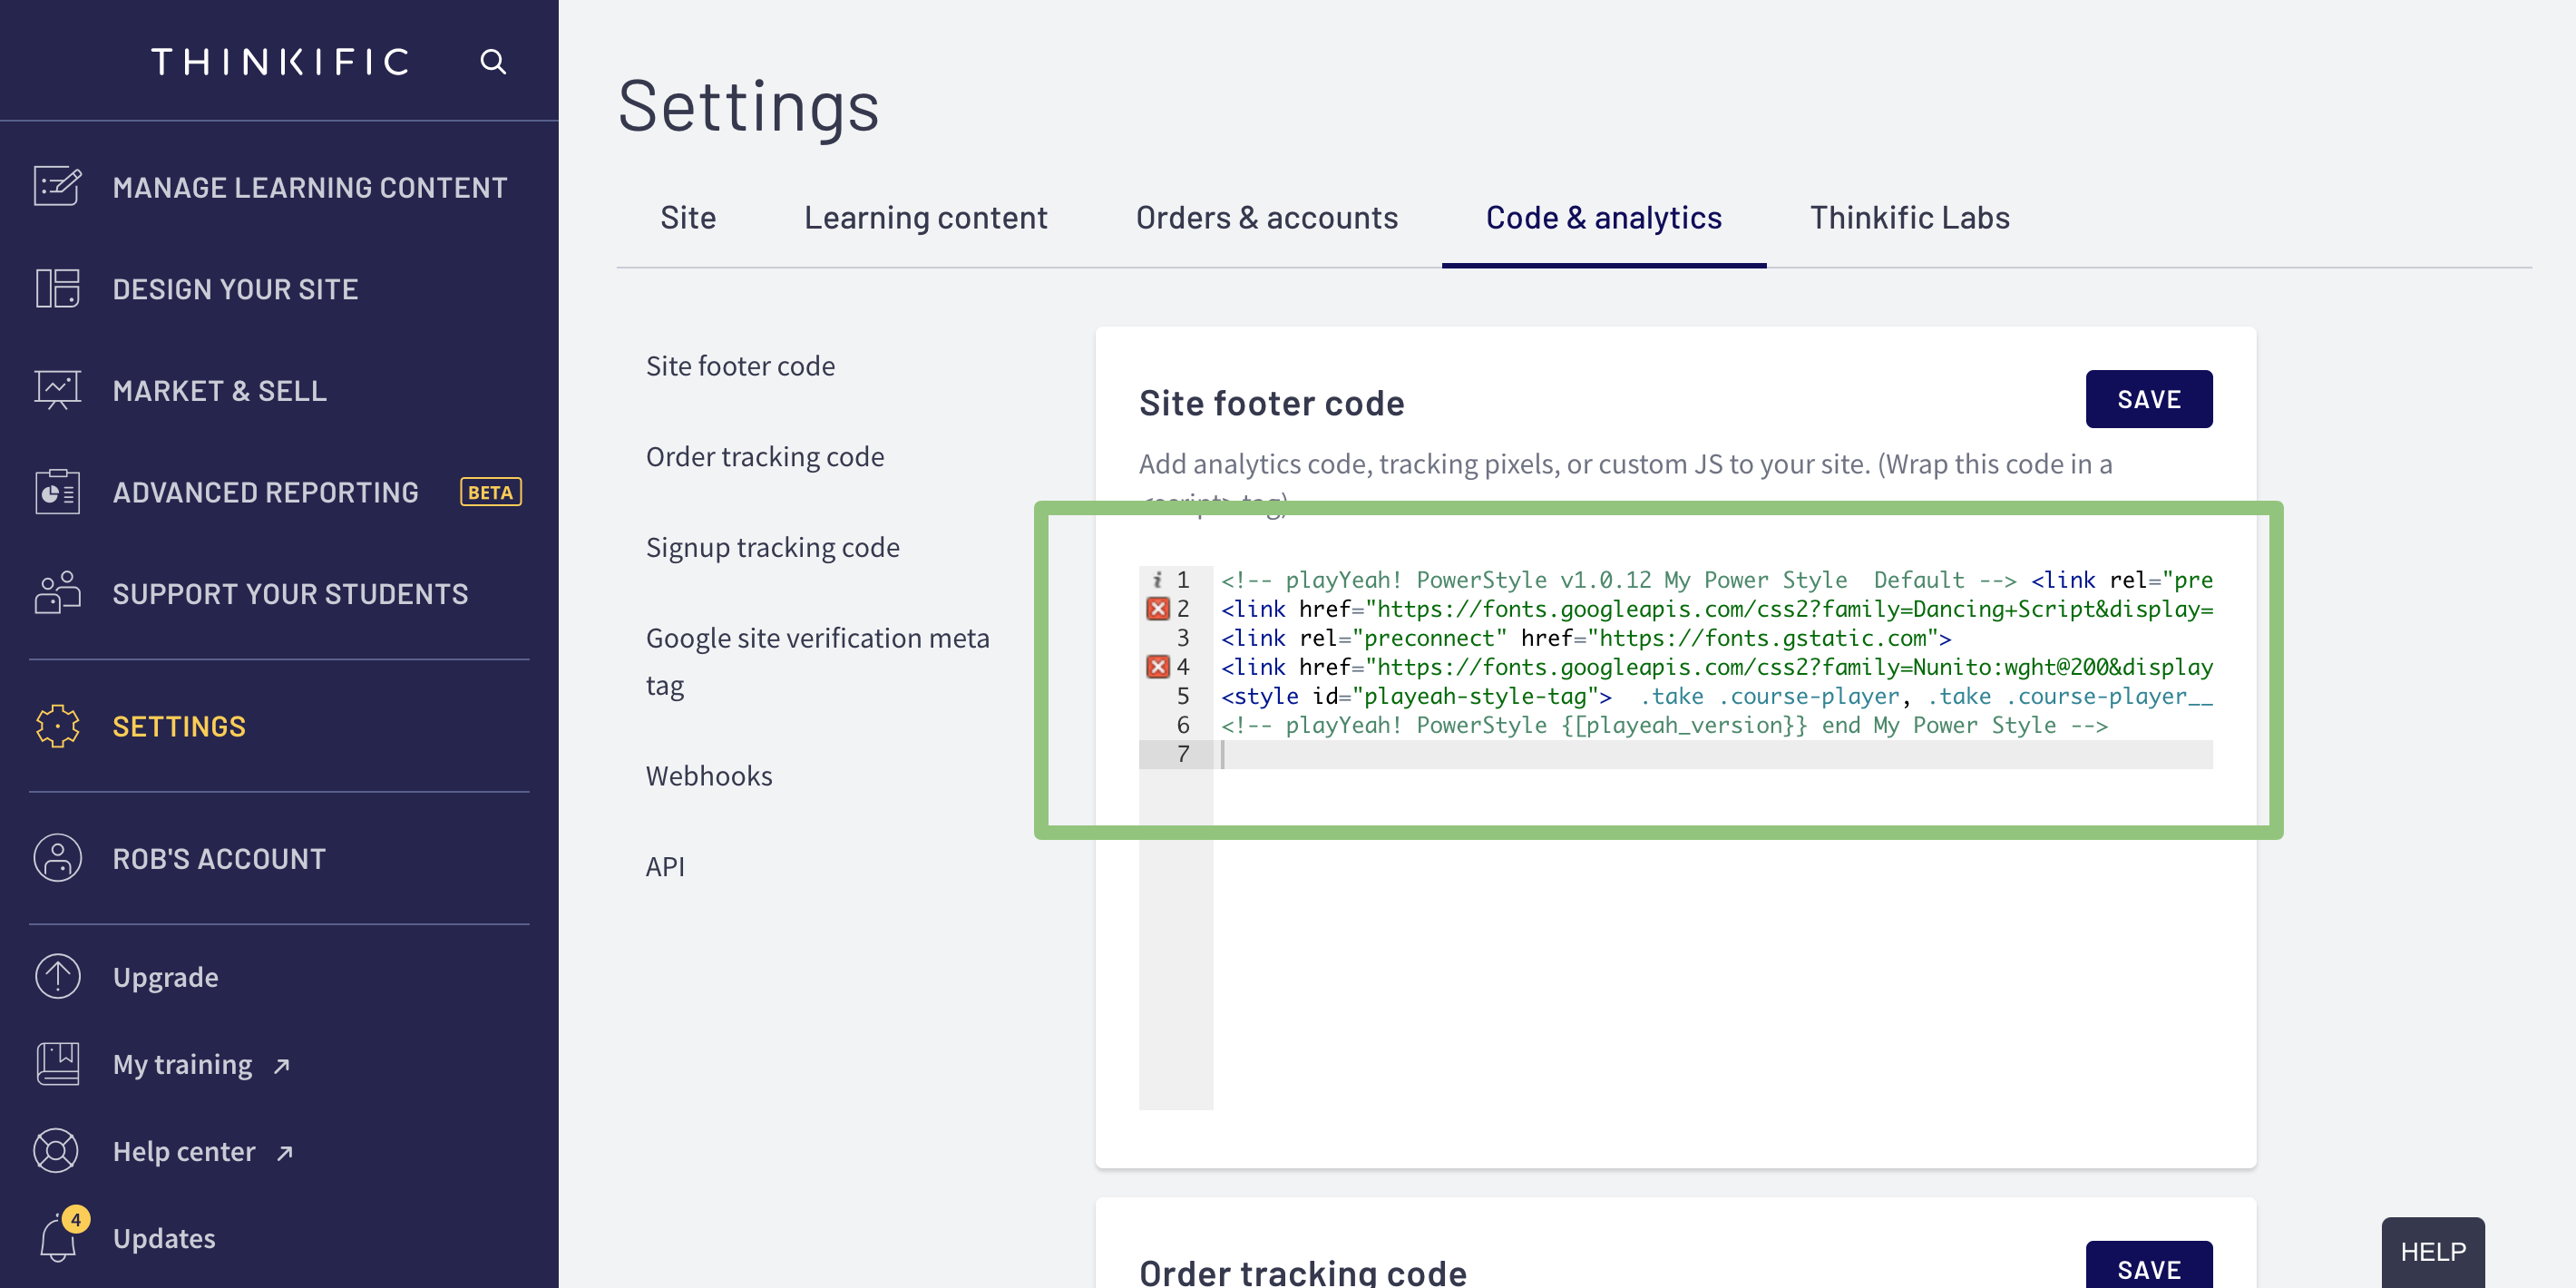 THINKIFIC
MANAGE LEARNING CONTENT
DESIGN YOUR SITE
MARKET & SELL
ADVANCED REPORTING BETA
SUPPORT YOUR STUDENTS
SETTINGS
ROB'S ACCOUNT
Upgrade
My training
Help center
4
Updates
Settings
Site Learning content Orders & accounts Code & analytics Thinkific Labs
Site footer code
Order tracking code
Signup tracking code
Google site verification meta
tag
Webhooks
API
Site footer code
SAVE
Add analytics code, tracking pixels, or custom JS to your site. (Wrap this code in a
<script> tag)
i 1 <!-- playYeah! PowerStyle v1.0.12 My Power Style  Default --> <link rel="pre
2 <link href="https://fonts.googleapis.com/css2?family=Dancing+Script&display=
3 <link rel="preconnect" href="https://fonts.gstatic.com">
4 <link href="https://fonts.googleapis.com/css2?family=Nunito:wght@200&display
5 <style id="playeah-style-tag">  .take .course-player, .take .course-player__
6 <!-- playYeah! PowerStyle {[playeah_version}} end My Power Style -->
7
Order tracking code
SAVE
HELP